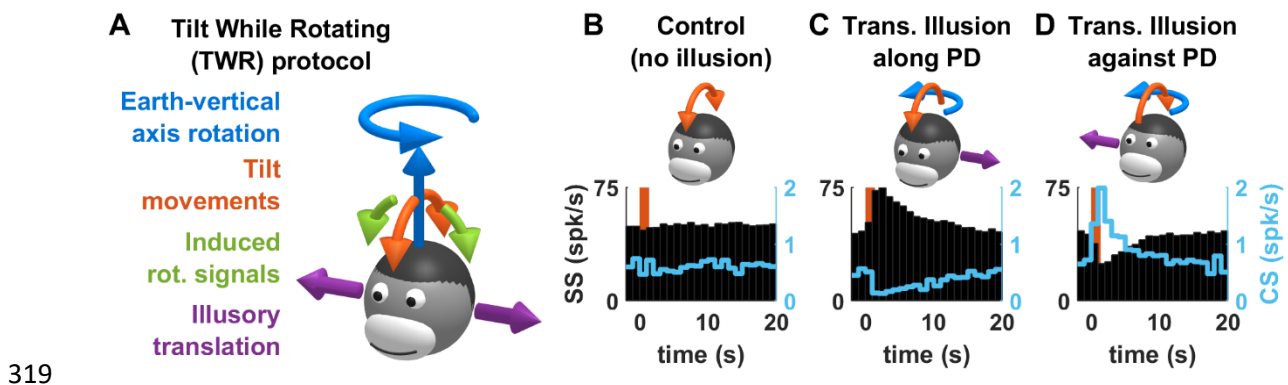 A
Tilt While Rotating
(TWR) protocol
Earth-vertical
axis rotation
Tilt
movements
Induced
rot. signals
Illusory
translation
B
Control
(no illusion)
SS (spk/s)
75
0
2
1
0
0 10 20
time (s)
C
Trans. Illusion
along PD
75
0
2
1
0
0 10 20
time (s)
D
Trans. Illusion
against PD
75
0
2
1
0
CS (spk/s)
0 10 20
time (s)
319